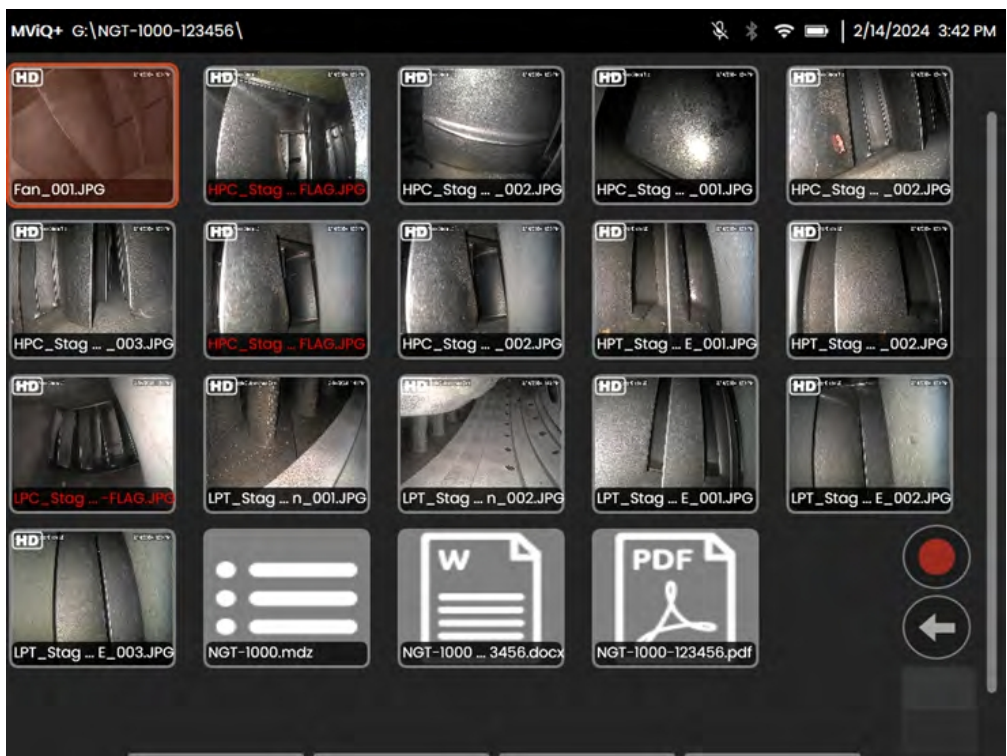 MViQ+ G:\NGT-1000-123456\ 2/14/2024 3:42 PM
HD HD HD HD HD
Fan_001.JPG HPC_Stag ... FLAG.JPG HPC_Stag ... _002.JPG HPC_Stag ... _001.JPG HPC_Stag ... _002.JPG
HD HD HD HD HD
HPC_Stag ... _003.JPG HPC_Stag ... FLAG.JPG HPC_Stag ... _002.JPG HPT_Stag ... E_001.JPG HPT_Stag ... _002.JPG
HD HD HD HD HD
LPC_Stag ... -FLAG.JPG LPT_Stag ... n_001.JPG LPT_Stag ... n_002.JPG LPT_Stag ... E_001.JPG LPT_Stag ... E_002.JPG
HD W PDF
LPT_Stag ... E_003.JPG NGT-1000.mdz NGT-1000 ... 3456.docx NGT-1000-123456.pdf